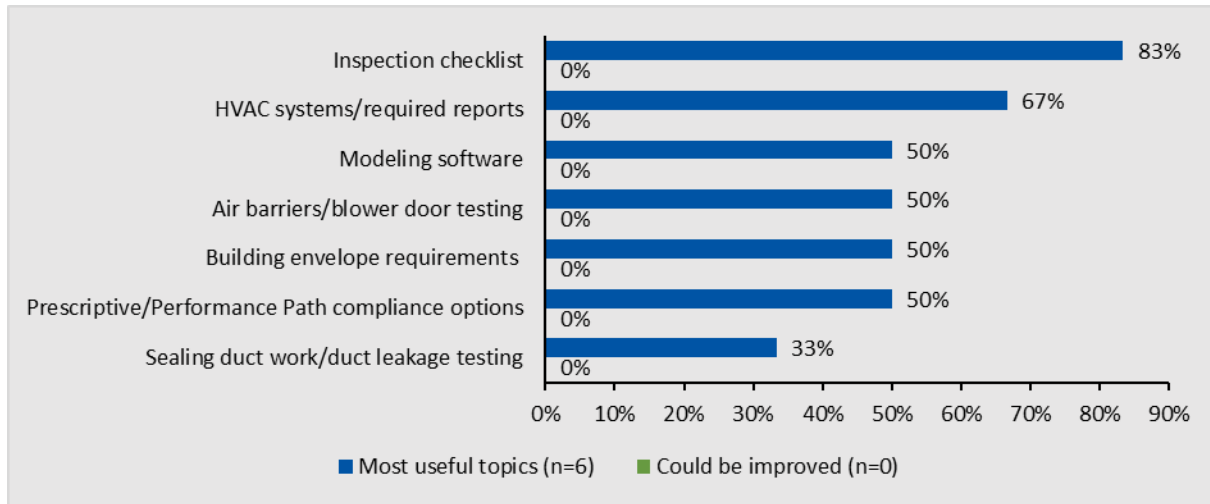 Inspection checklist
83%
0%
HVAC systems/required reports
67%
0%
Modeling software
50%
0%
Air barriers/blower door testing
50%
0%
Building envelope requirements
50%
0%
Prescriptive/Performance Path compliance options
50%
0%
Sealing duct work/duct leakage testing
33%
0%
0% 10% 20% 30% 40% 50% 60% 70% 80% 90%
Most useful topics (n=6) Could be improved (n=0)